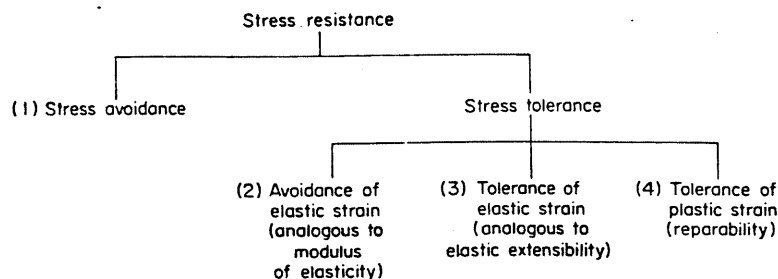 Stress resistance
(1) Stress avoidance
Stress tolerance
(2) Avoidance of
elastic strain
(analogous to
modulus
of elasticity)
(3) Tolerance of
elastic strain
(analogous to
elastic extensibility)
(4) Tolerance of
plastic strain
(reparability)